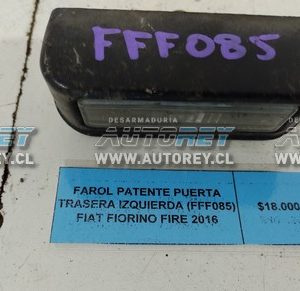 FFF085
DESARMADURIA
AUTOREY
WWW.AUTOREY.CL
FAROL PATENTE PUERTA
TRASERA IZQUIERDA (FFF085)
FIAT FIORINO FIRE 2016
$18.000